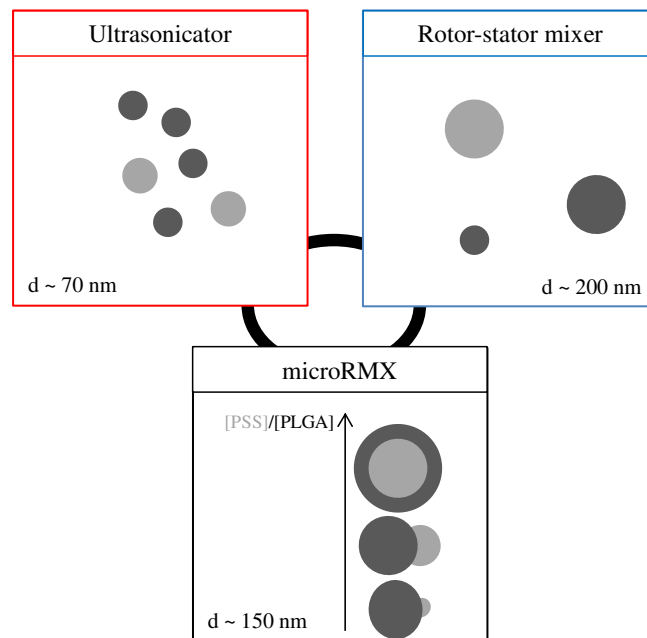 Ultrasonicator
d ~ 70 nm
Rotor-stator mixer
d ~ 200 nm
microRMX
[PSS]/[PLGA]
d ~ 150 nm